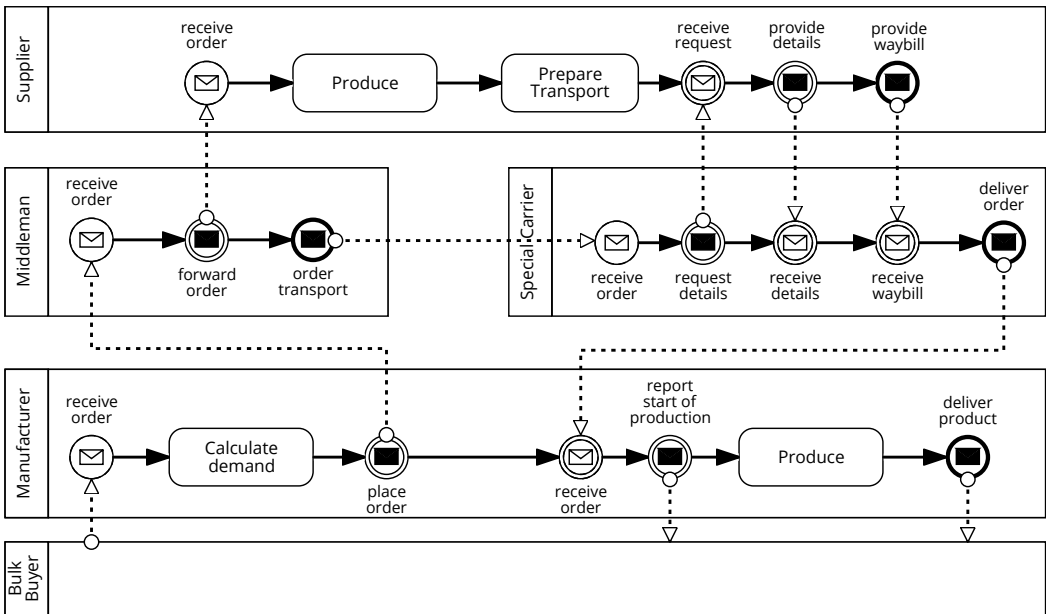 Supplier
receive
order
Produce
Prepare
Transport
receive
request
provide
details
provide
waybill
Middleman
receive
order
forward
order
order
transport
Special Carrier
receive
order
request
details
receive
details
receive
waybill
deliver
order
Manufacturer
receive
order
Calculate
demand
place
order
receive
order
report
start of
production
Produce
deliver
product
Bulk
Buyer